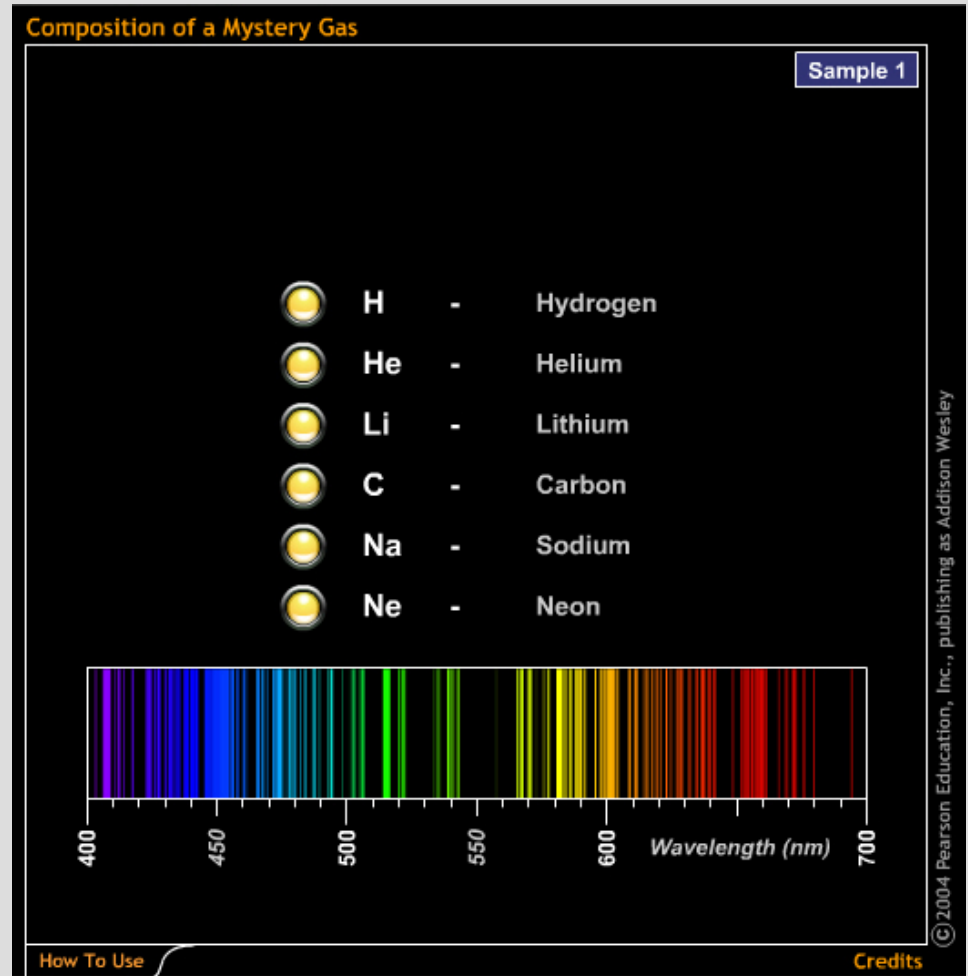 Composition of a Mystery Gas
Sample 1
H - Hydrogen
He - Helium
Li - Lithium
C - Carbon
Na - Sodium
Ne - Neon
400 450 500 550 600 Wavelength (nm) 700
How To Use
Credits
©2004 Pearson Education, Inc., publishing as Addison Wesley